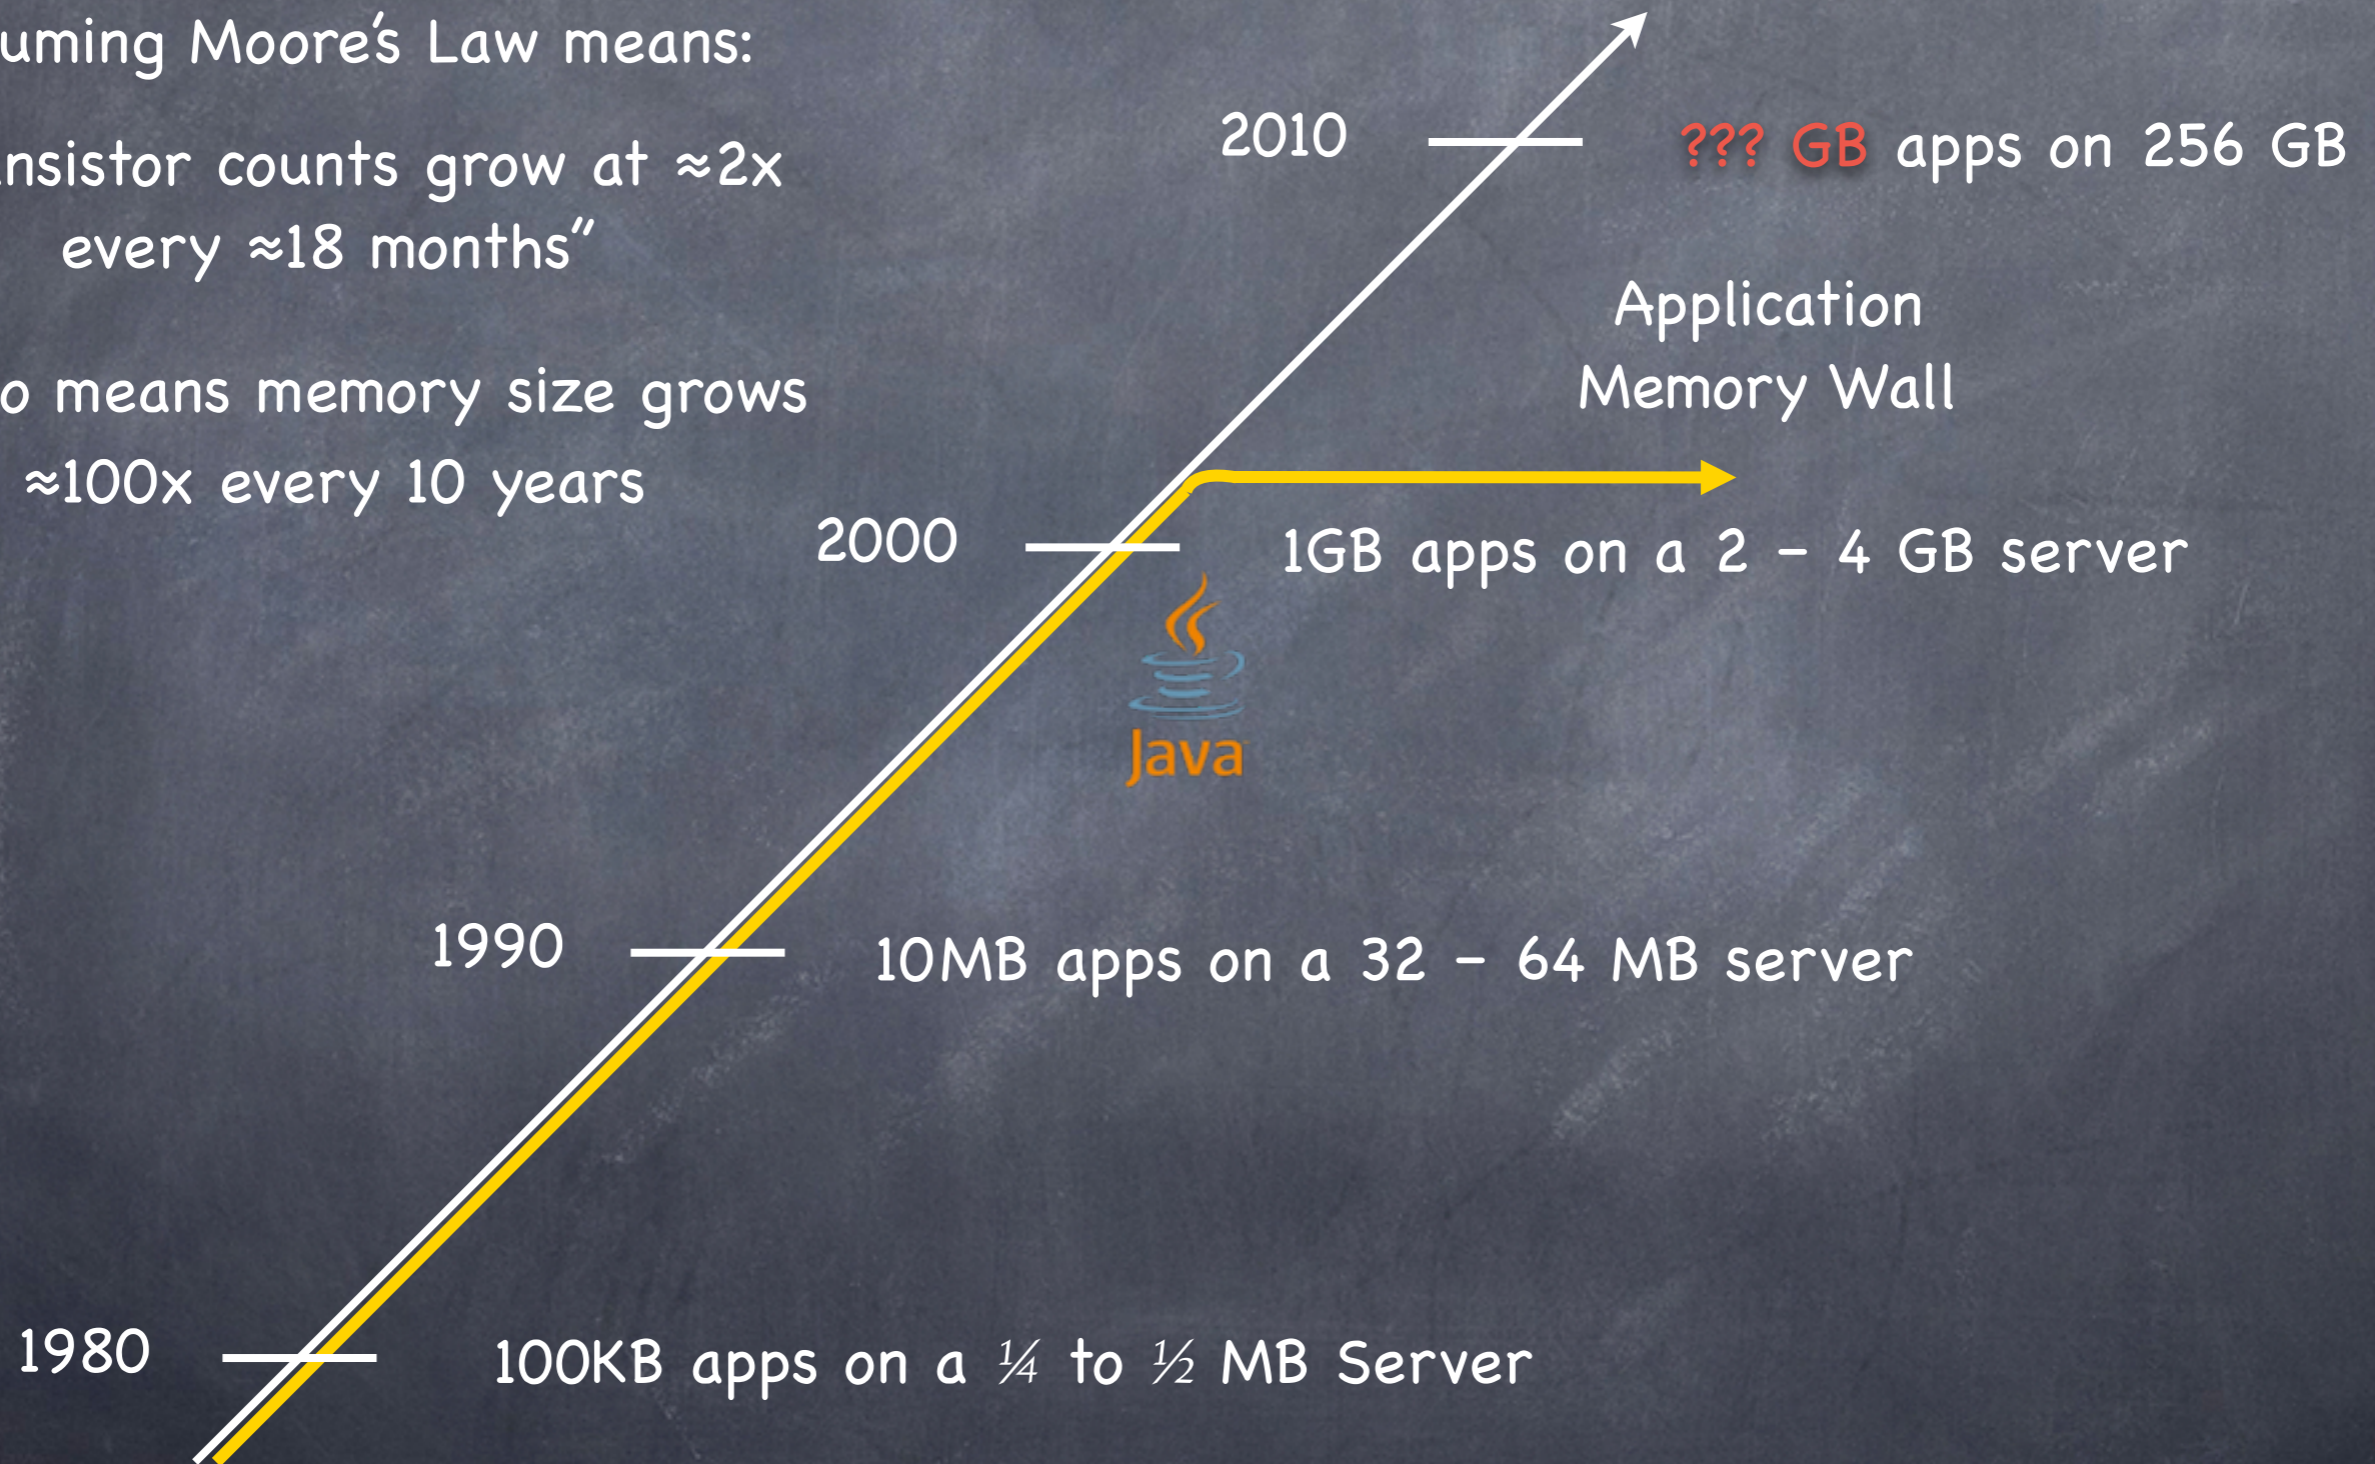 uming Moore's Law means:
nsistor counts grow at ≈2x
every ≈18 months"
o means memory size grows
≈100x every 10 years
2010
??? GB apps on 256 GB
Application
Memory Wall
2000
1GB apps on a 2 – 4 GB server
Java
1990
10MB apps on a 32 – 64 MB server
1980
100KB apps on a ¼ to ½ MB Server